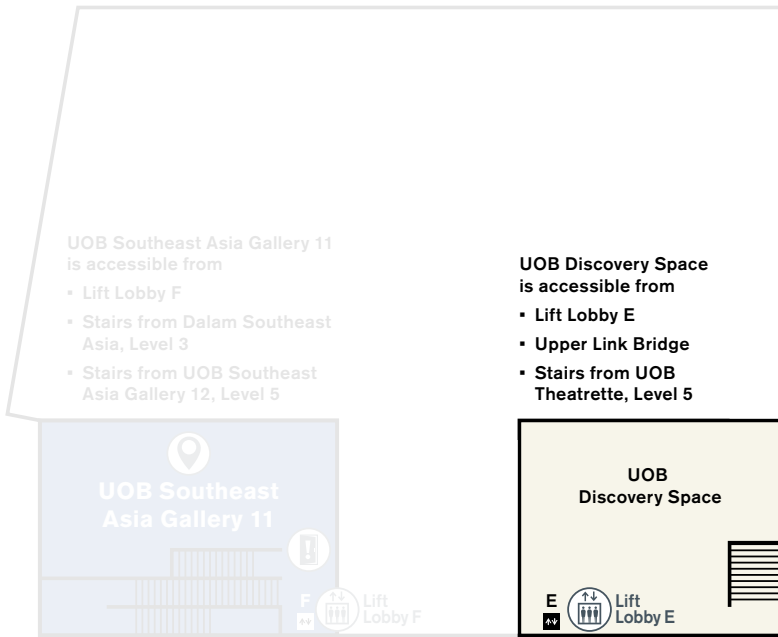 UOB Southeast Asia Gallery 11
is accessible from
▪ Lift Lobby F
▪ Stairs from Dalam Southeast
Asia, Level 3
▪ Stairs from UOB Southeast
Asia Gallery 12, Level 5
UOB Discovery Space
is accessible from
▪ Lift Lobby E
▪ Upper Link Bridge
▪ Stairs from UOB
Theatrette, Level 5
UOB Southeast
Asia Gallery 11
F
Lift
Lobby F
UOB
Discovery Space
E
Lift
Lobby E